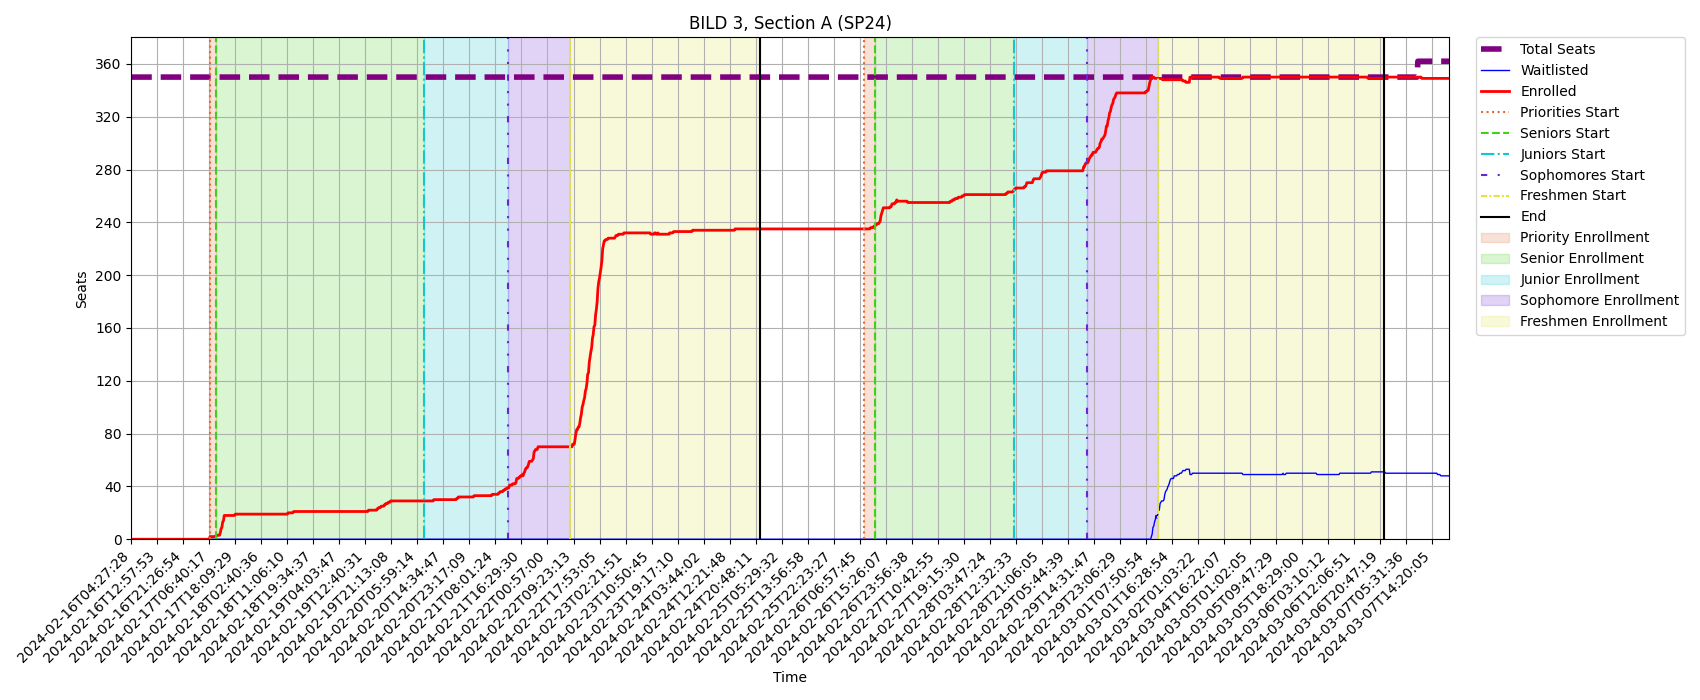 BILD 3, Section A (SP24)
Seats
360
320
280
240
200
160
120
80
40
0
2024-02-16T04:27:28
2024-02-16T12:57:53
2024-02-16T21:26:54
2024-02-17T06:40:17
2024-02-17T18:09:29
2024-02-18T02:40:36
2024-02-18T11:06:10
2024-02-18T19:34:37
2024-02-19T04:03:47
2024-02-19T12:40:31
2024-02-19T21:13:08
2024-02-20T05:59:14
2024-02-20T14:34:47
2024-02-20T23:17:09
2024-02-21T08:01:24
2024-02-21T16:29:30
2024-02-22T00:57:00
2024-02-22T09:23:13
2024-02-22T17:53:05
2024-02-23T02:21:51
2024-02-23T10:50:45
2024-02-23T19:17:10
2024-02-24T03:44:02
2024-02-24T12:21:48
2024-02-24T20:48:11
2024-02-25T05:29:32
2024-02-25T13:56:58
2024-02-25T22:23:27
2024-02-26T06:57:45
2024-02-26T15:26:07
2024-02-26T23:56:38
2024-02-27T10:42:55
2024-02-27T19:15:30
2024-02-28T03:47:24
2024-02-28T12:32:33
2024-02-28T21:06:05
2024-02-29T05:44:39
2024-02-29T14:31:47
2024-02-29T23:06:29
2024-03-01T07:50:54
2024-03-01T16:28:54
2024-03-02T01:03:22
2024-03-04T16:22:07
2024-03-05T01:02:05
2024-03-05T09:47:29
2024-03-05T18:29:00
2024-03-06T03:10:12
2024-03-06T12:06:51
2024-03-06T20:47:19
2024-03-07T05:31:36
2024-03-07T14:20:05
Time
Total Seats
Waitlisted
Enrolled
Priorities Start
Seniors Start
Juniors Start
Sophomores Start
Freshmen Start
End
Priority Enrollment
Senior Enrollment
Junior Enrollment
Sophomore Enrollment
Freshmen Enrollment